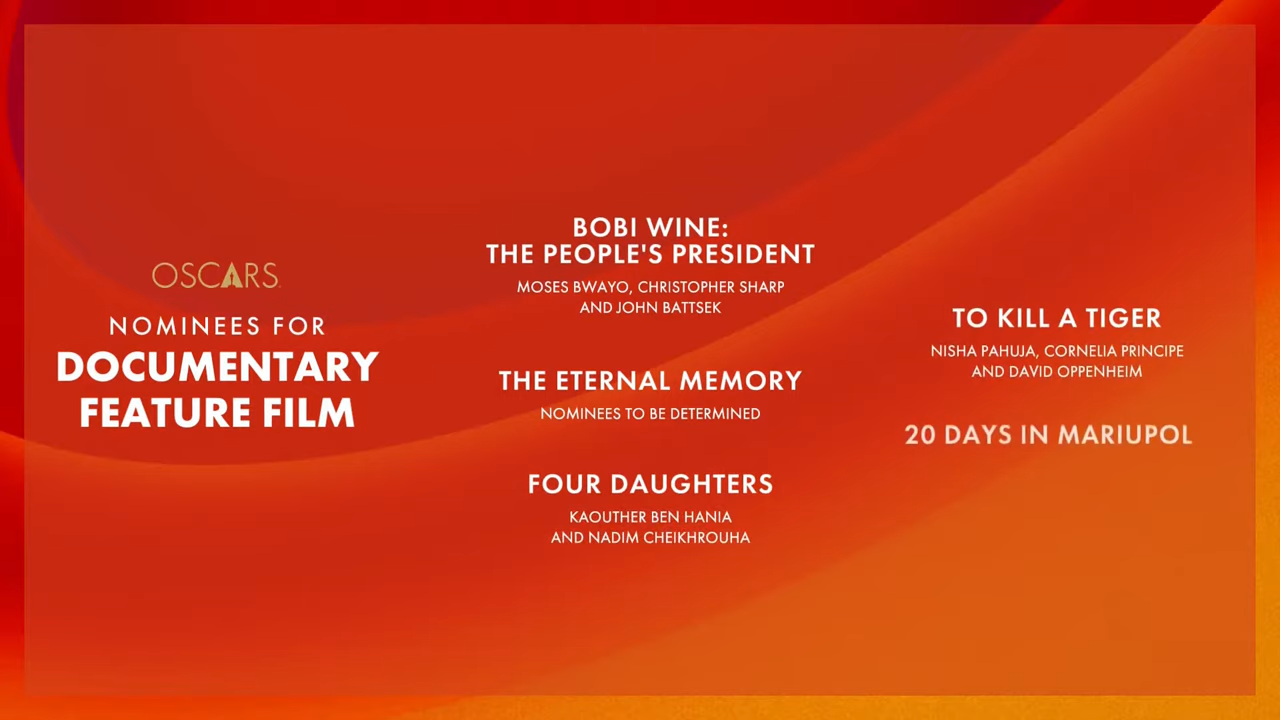 OSCARS
NOMINEES FOR
DOCUMENTARY
FEATURE FILM
BOBI WINE:
THE PEOPLE'S PRESIDENT
MOSES BWAYO, CHRISTOPHER SHARP
AND JOHN BATTSEK
THE ETERNAL MEMORY
NOMINEES TO BE DETERMINED
FOUR DAUGHTERS
KAOUTHER BEN HANIA
AND NADIM CHEIKHROUHA
TO KILL A TIGER
NISHA PAHUJA, CORNELIA PRINCIPE
AND DAVID OPPENHEIM
20 DAYS IN MARIUPOL